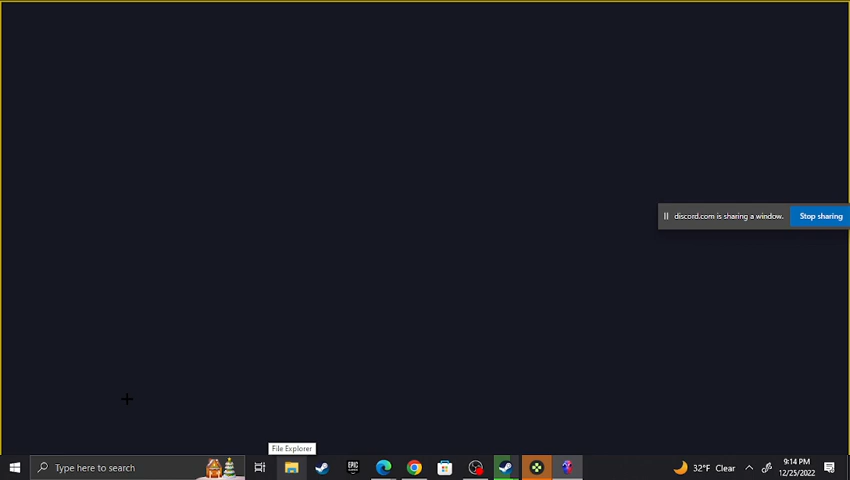 discord.com is sharing a window.
Stop sharing
File Explorer
Type here to search
EPIC
32°F Clear
9:14 PM
12/25/2022